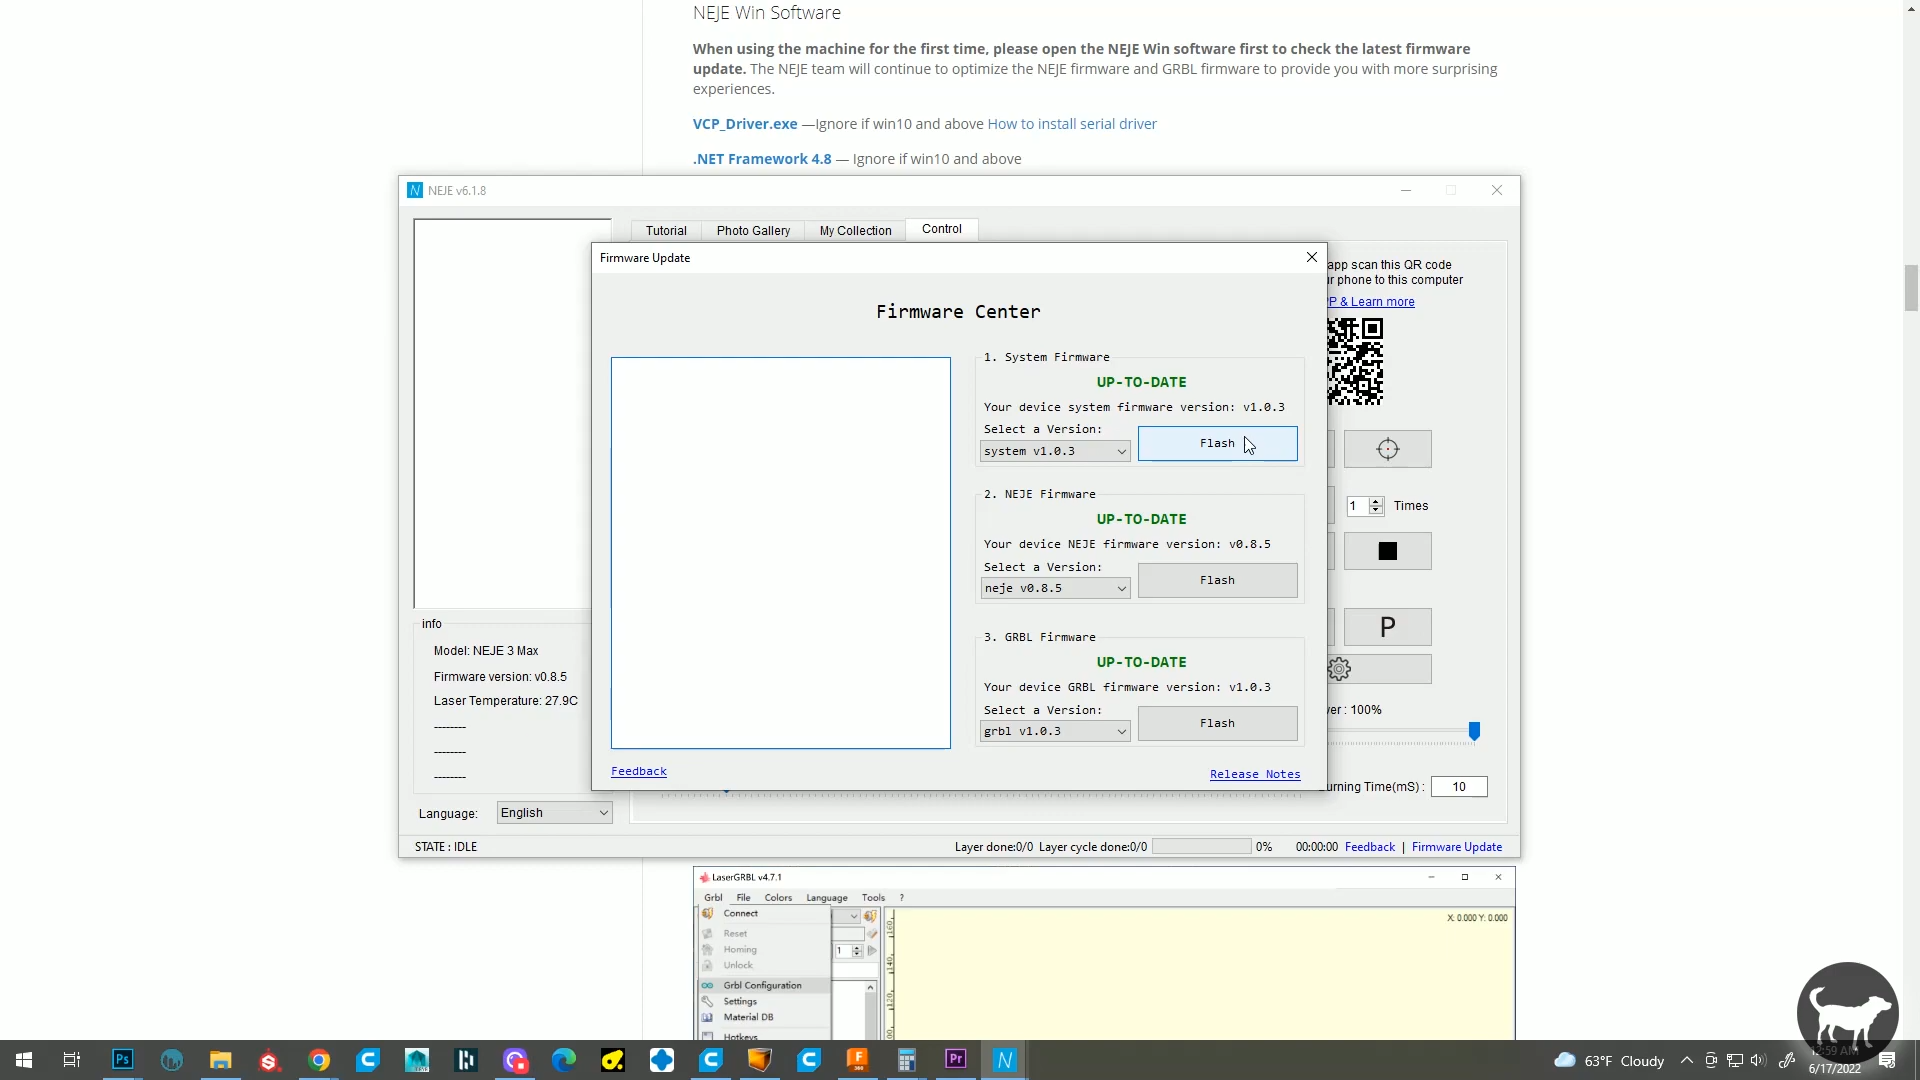 NEJE Win Software
When using the machine for the first time, please open the NEJE Win software first to check the latest firmware
update. The NEJE team will continue to optimize the NEJE firmware and GRBL firmware to provide you with more surprising
experiences.
VCP_Driver.exe —Ignore if win10 and above How to install serial driver
.NET Framework 4.8 — Ignore if win10 and above
NEJE v6.1.8
Tutorial Photo Gallery My Collection Control
Firmware Update
app scan this QR code
r phone to this computer
P & Learn more
Firmware Center
1. System Firmware
UP-TO-DATE
Your device system firmware version: v1.0.3
Select a Version:
system v1.0.3 Flash
2. NEJE Firmware
UP-TO-DATE
Your device NEJE firmware version: v0.8.5
Select a Version:
neje v0.8.5 Flash
3. GRBL Firmware
UP-TO-DATE
Your device GRBL firmware version: v1.0.3
Select a Version:
grbl v1.0.3 Flash
Feedback Release Notes
1 Times
P
ver : 100%
urning Time(mS) : 10
info
Model: NEJE 3 Max
Firmware version: v0.8.5
Laser Temperature: 27.9C
--------
--------
--------
Language: English
STATE : IDLE Layer done:0/0 Layer cycle done:0/0 0% 00:00:00 Feedback | Firmware Update
LaserGRBL v4.7.1
Grbl File Colors Language Tools ?
Connect
Reset
Homing 1
Unlock
Grbl Configuration
Settings
Material DB
Hotkeys
X: 0.000 Y: 0.000
160
140
120
100
Ps Pr N
63°F Cloudy
12:59 AM
6/17/2022